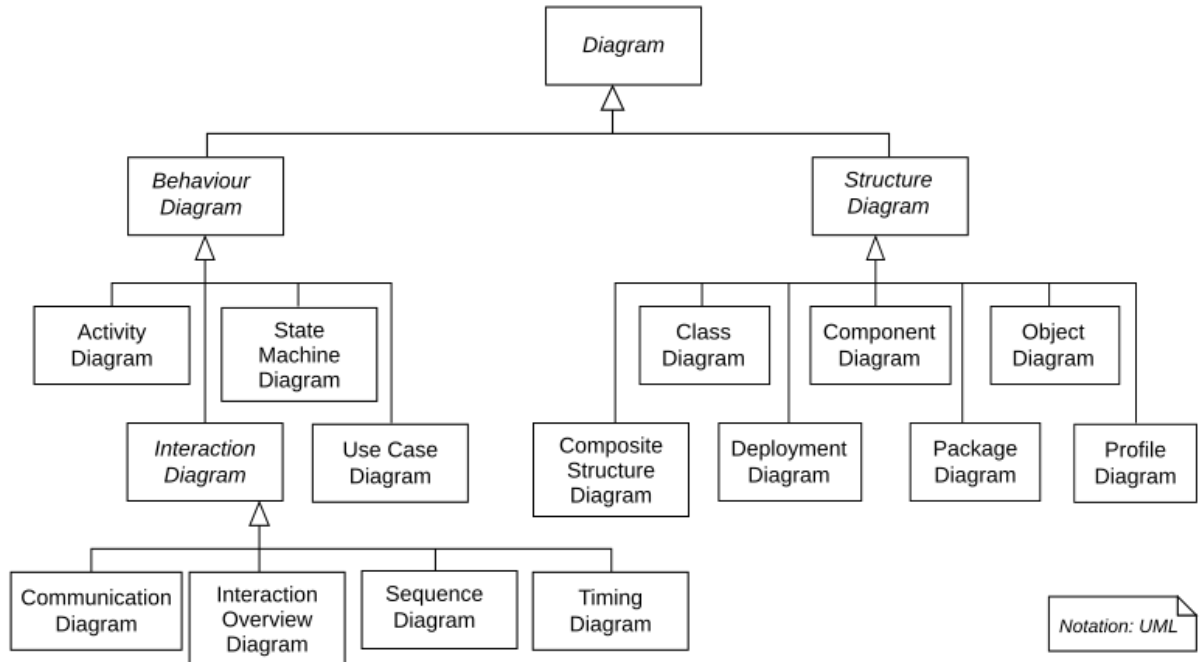 Diagram
Behaviour
Diagram
Structure
Diagram
Activity
Diagram
State
Machine
Diagram
Class
Diagram
Component
Diagram
Object
Diagram
Interaction
Diagram
Use Case
Diagram
Composite
Structure
Diagram
Deployment
Diagram
Package
Diagram
Profile
Diagram
Communication
Diagram
Interaction
Overview
Diagram
Sequence
Diagram
Timing
Diagram
Notation: UML